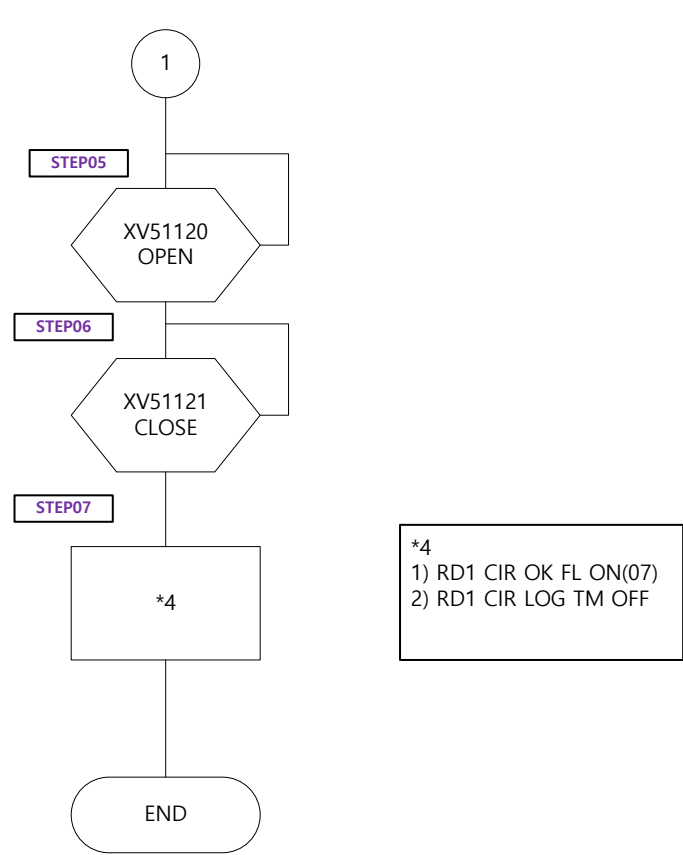 1
STEP05
XV51120
OPEN
STEP06
XV51121
CLOSE
STEP07
*4
*4
1) RD1 CIR OK FL ON(07)
2) RD1 CIR LOG TM OFF
END